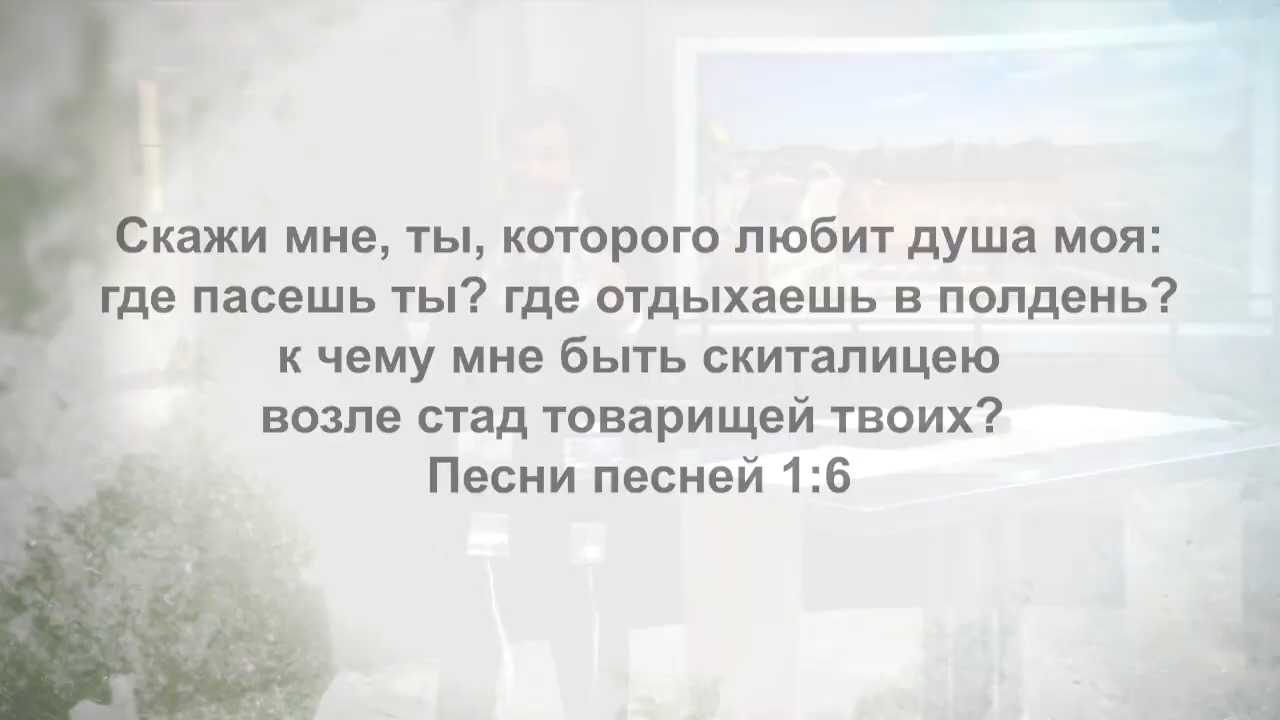 Скажи мне, ты, которого любит душа моя:
где пасешь ты? где отдыхаешь в полдень?
к чему мне быть скиталицею
возле стад товарищей твоих?
Песни песней 1:6